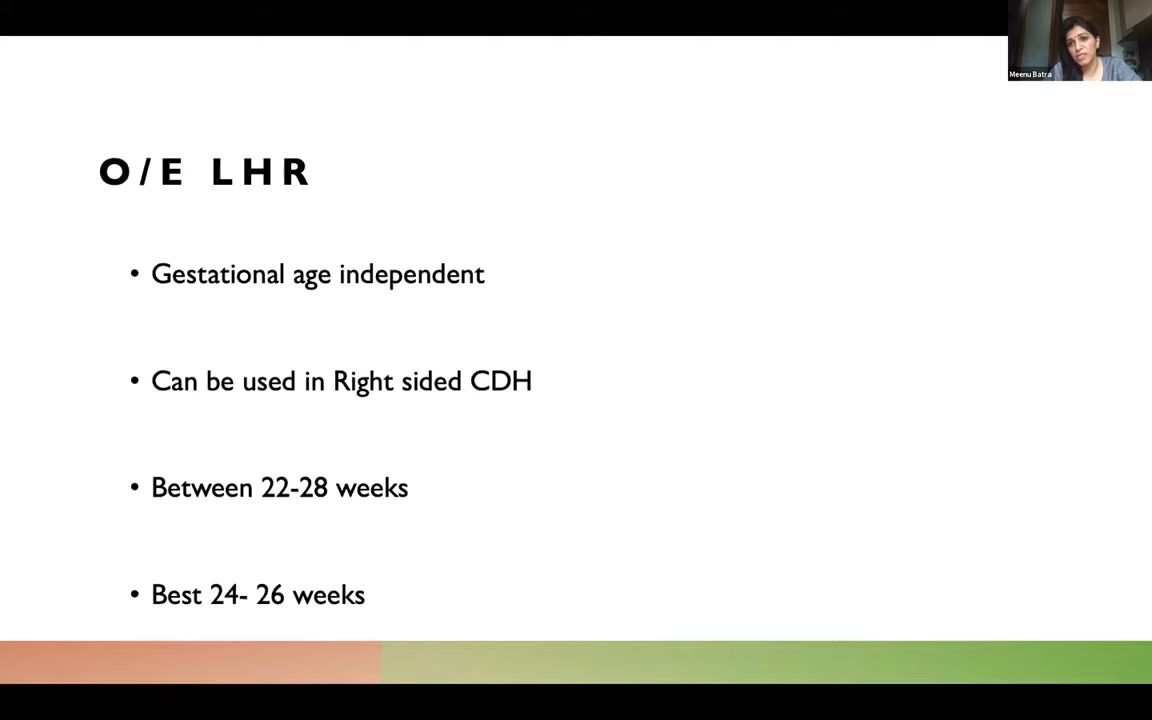 Meenu Batra
O/E LHR
• Gestational age independent
• Can be used in Right sided CDH
• Between 22-28 weeks
• Best 24- 26 weeks